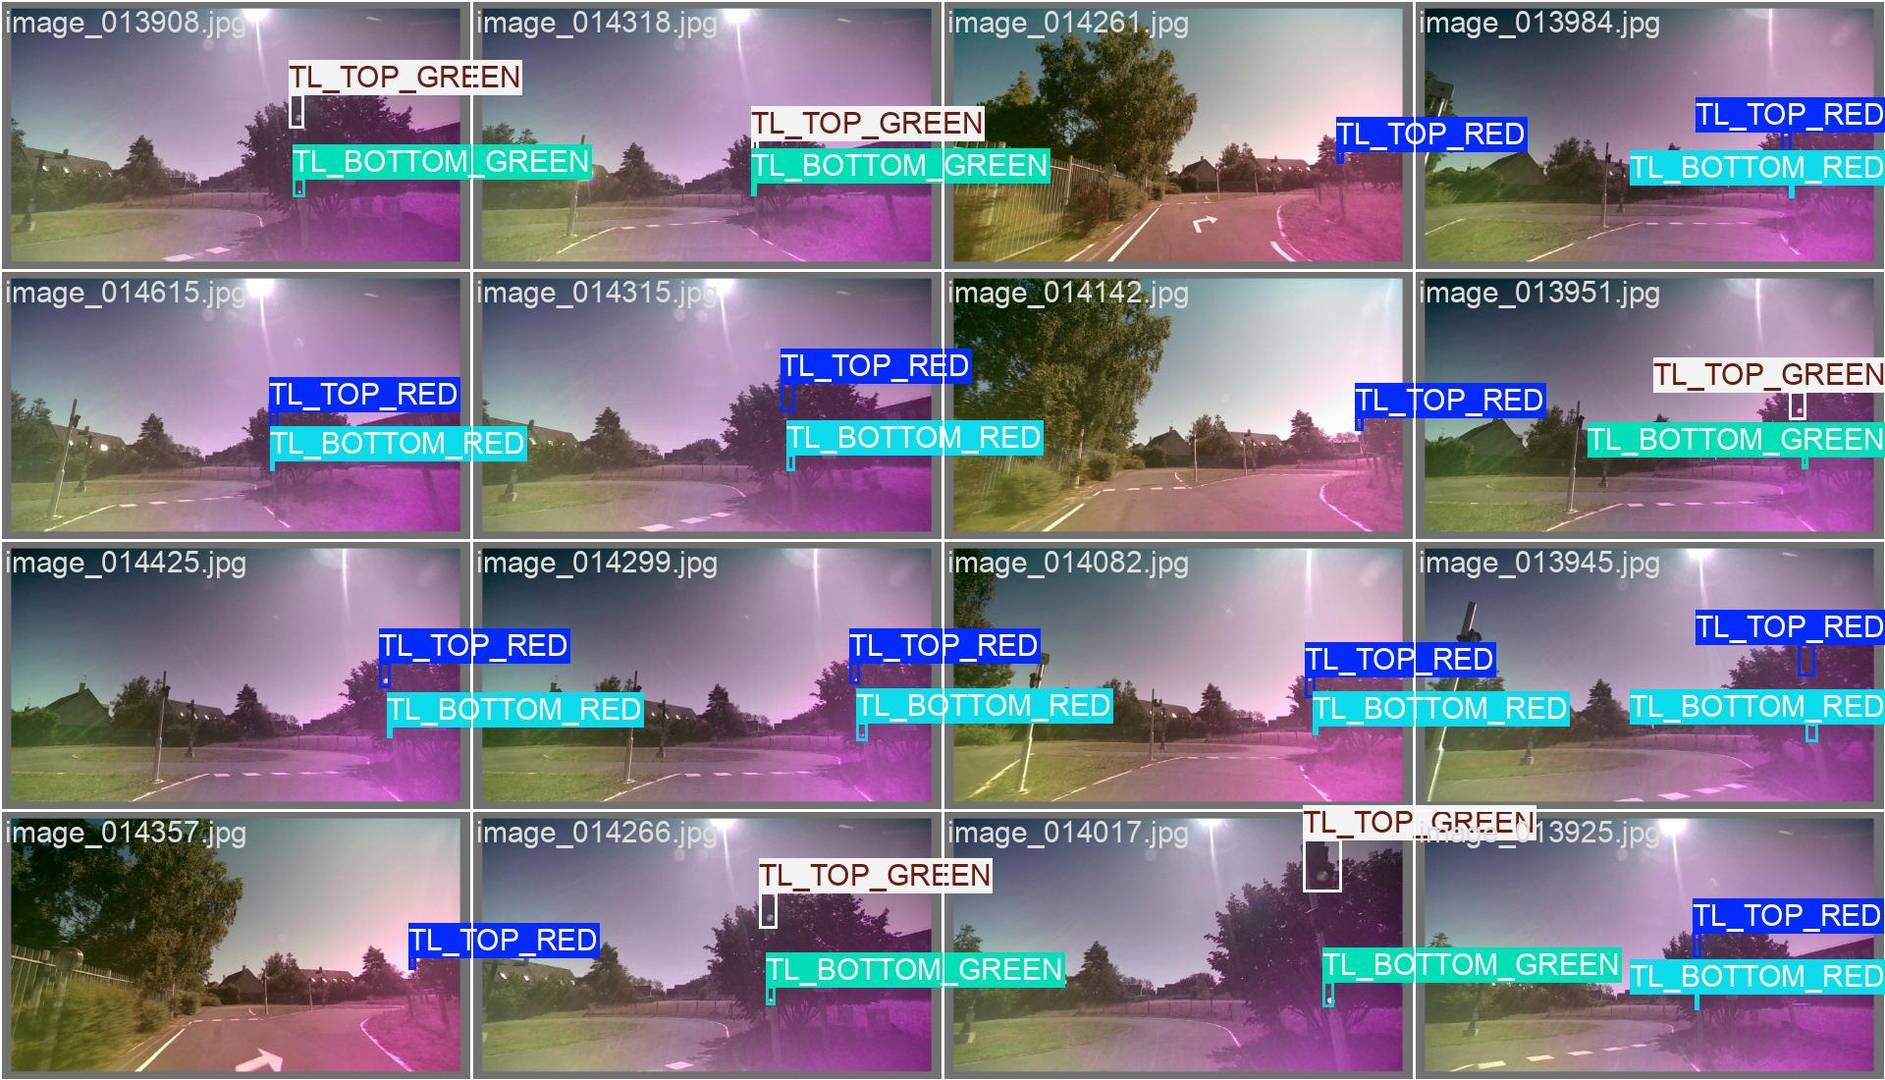 image_013908.jpg
TL_TOP_GREEN
TL_BOTTOM_GREEN
image_014318.jpg
TL_TOP_GREEN
TL_BOTTOM_GREEN
image_014261.jpg
TL_TOP_RED
image_013984.jpg
TL_TOP_RED
TL_BOTTOM_RED
image_014615.jpg
TL_TOP_RED
TL_BOTTOM_RED
image_014315.jpg
TL_TOP_RED
TL_BOTTOM_RED
image_014142.jpg
TL_TOP_RED
image_013951.jpg
TL_TOP_GREEN
TL_BOTTOM_GREEN
image_014425.jpg
TL_TOP_RED
TL_BOTTOM_RED
image_014299.jpg
TL_TOP_RED
TL_BOTTOM_RED
image_014082.jpg
TL_TOP_RED
TL_BOTTOM_RED
image_013945.jpg
TL_TOP_RED
TL_BOTTOM_RED
image_014357.jpg
TL_TOP_RED
image_014266.jpg
TL_TOP_GREEN
TL_BOTTOM_GREEN
image_014017.jpg
TL_TOP_GREEN
TL_BOTTOM_GREEN
image_013925.jpg
TL_TOP_RED
TL_BOTTOM_RED